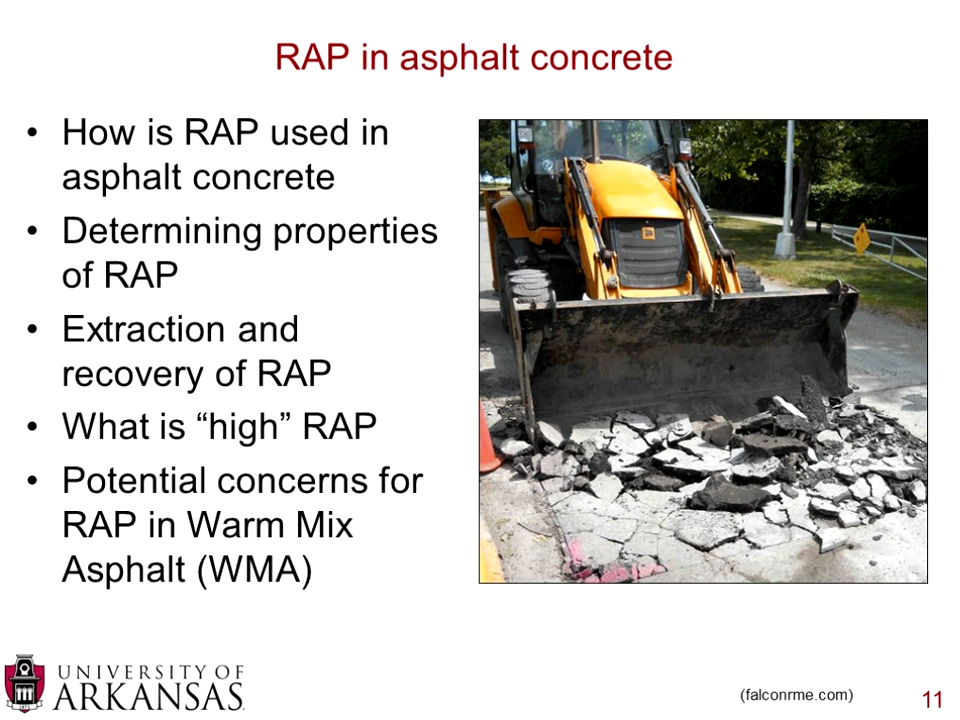 RAP in asphalt concrete
• How is RAP used in
asphalt concrete
• Determining properties
of RAP
• Extraction and
recovery of RAP
• What is “high” RAP
• Potential concerns for
RAP in Warm Mix
Asphalt (WMA)
UNIVERSITY OF
ARKANSAS
(falconrme.com)
11